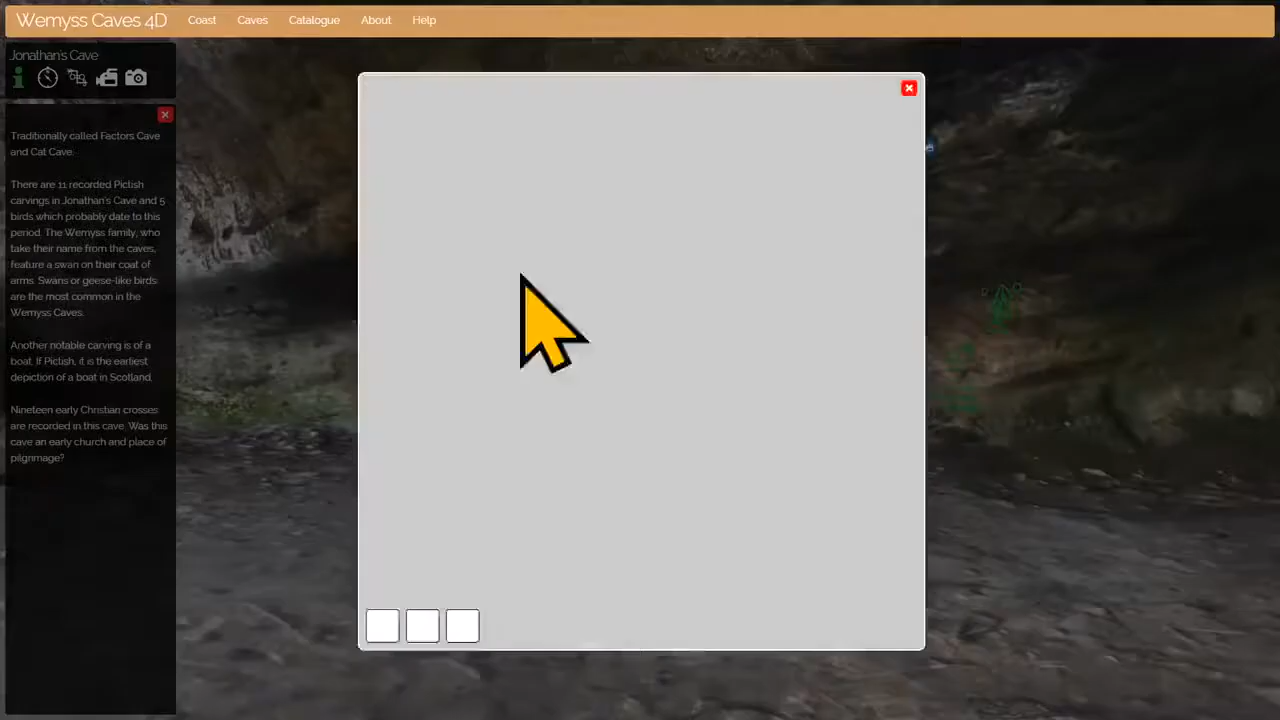 Wemyss Caves 4D
Coast
Caves
Catalogue
About
Help
Jonathan's Cave
Traditionally called Factors Cave
and Cat Cave.
There are 11 recorded Pictish
carvings in Jonathan's Cave and 5
birds which probably date to this
period. The Wemyss family, who
take their name from the caves,
feature a swan on their coat of
arms. Swans or geese-like birds
are the most common in the
Wemyss Caves.
Another notable carving is of a
boat. If Pictish, it is the earliest
depiction of a boat in Scotland.
Nineteen early Christian crosses
are recorded in this cave. Was this
cave an early church and place of
pilgrimage?